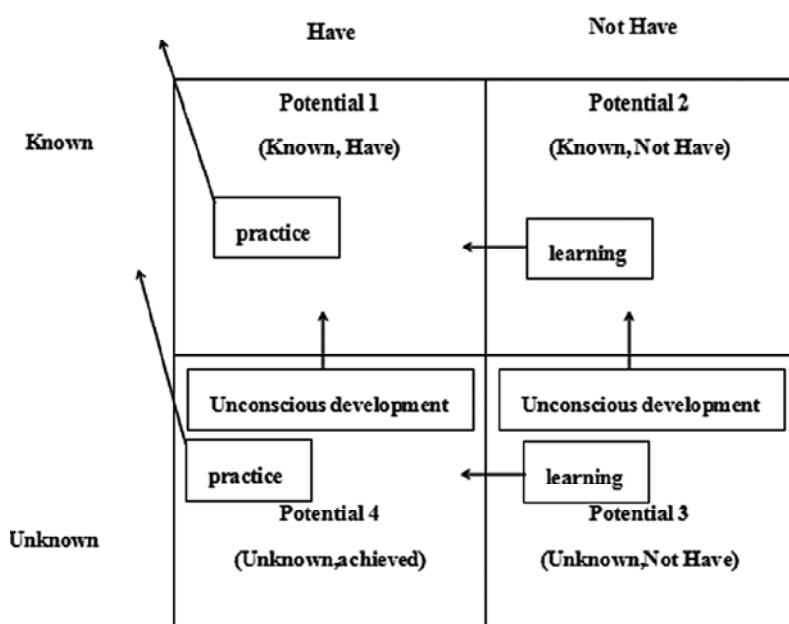 Have
Not Have
Potential 1
Potential 2
Known
(Known, Have)
(Known, Not Have)
practice
learning
Unconscious development
Unconscious development
practice
learning
Potential 4
Potential 3
Unknown
(Unknown,achieved)
(Unknown,Not Have)